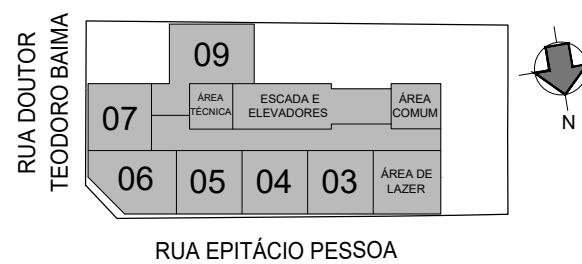 RUA DOUTOR
TEODORO BAIMA
09
07
ÁREA
TÉCNICA
ESCADA E
ELEVADORES
ÁREA
COMUM
06
05
04
03
ÁREA DE
LAZER
N
RUA EPITÁCIO PESSOA